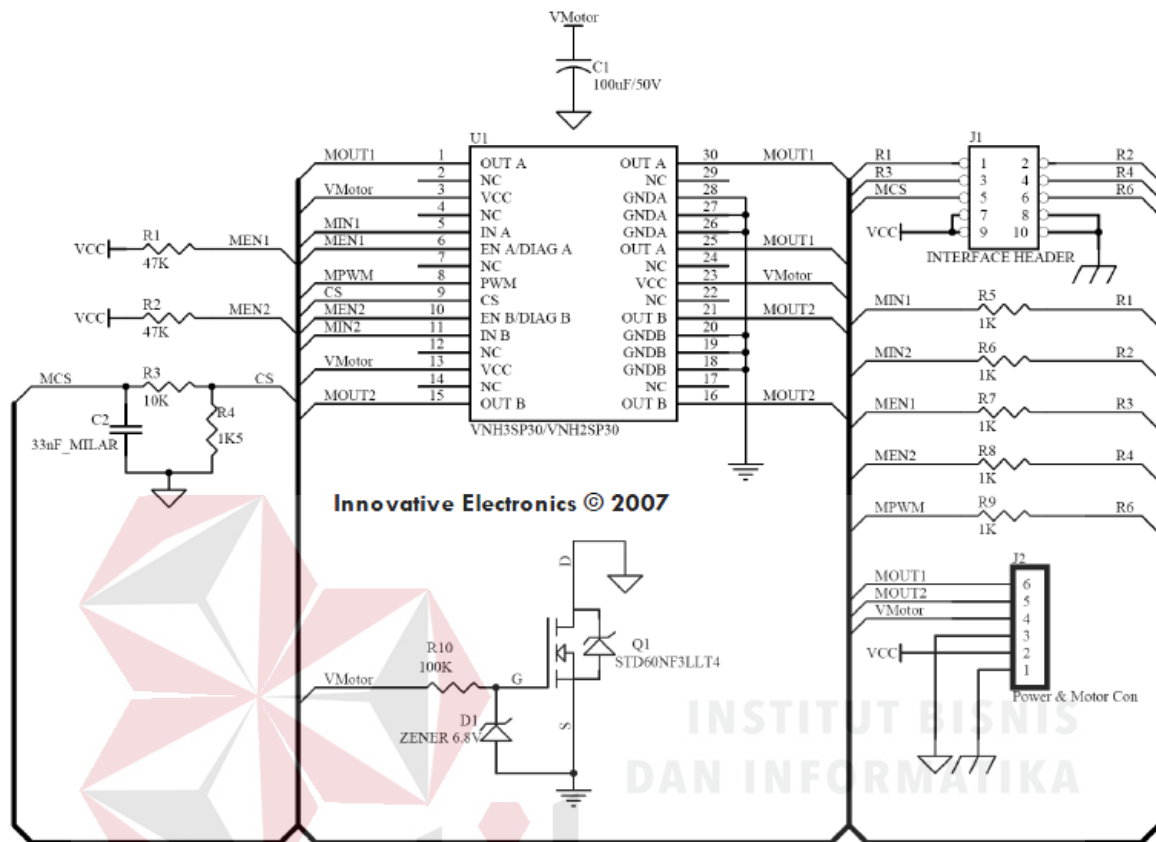 VMotor
C1
100uF/50V
U1
MOUT1 1 OUT A OUT A 30 MOUT1
2 NC NC 29
VMotor 3 VCC GNDA 28
4 NC GNDA 27
MIN1 5 IN A GNDA 26
MEN1 6 EN A/DIAG A OUT A 25 MOUT1
7 NC NC 24
MPWM 8 PWM VCC 23 VMotor
CS 9 CS NC 22
MEN2 10 EN B/DIAG B OUT B 21 MOUT2
MIN2 11 IN B GNDB 20
12 NC GNDB 19
VMotor 13 VCC GNDB 18
14 NC NC 17
MOUT2 15 OUT B OUT B 16 MOUT2
VNH3SP30/VNH2SP30
VCC R1 MEN1
47K
VCC R2 MEN2
47K
MCS R3 CS
10K
C2
33nF_MILAR
R4
1K5
J1
R1 1 2 R2
R3 3 4 R4
MCS 5 6 R6
7 8
VCC 9 10
INTERFACE HEADER
MIN1 R5 R1
1K
MIN2 R6 R2
1K
MEN1 R7 R3
1K
MEN2 R8 R4
1K
MPWM R9 R6
1K
Innovative Electronics © 2007
D
Q1
STD60NF3LLT4
R10
100K
VMotor G
S
D1
ZENER 6.8V
J2
MOUT1 6
MOUT2 5
VMotor 4
3
VCC 2
1
Power & Motor Con
INSTITUT BISNIS
DAN INFORMATIKA